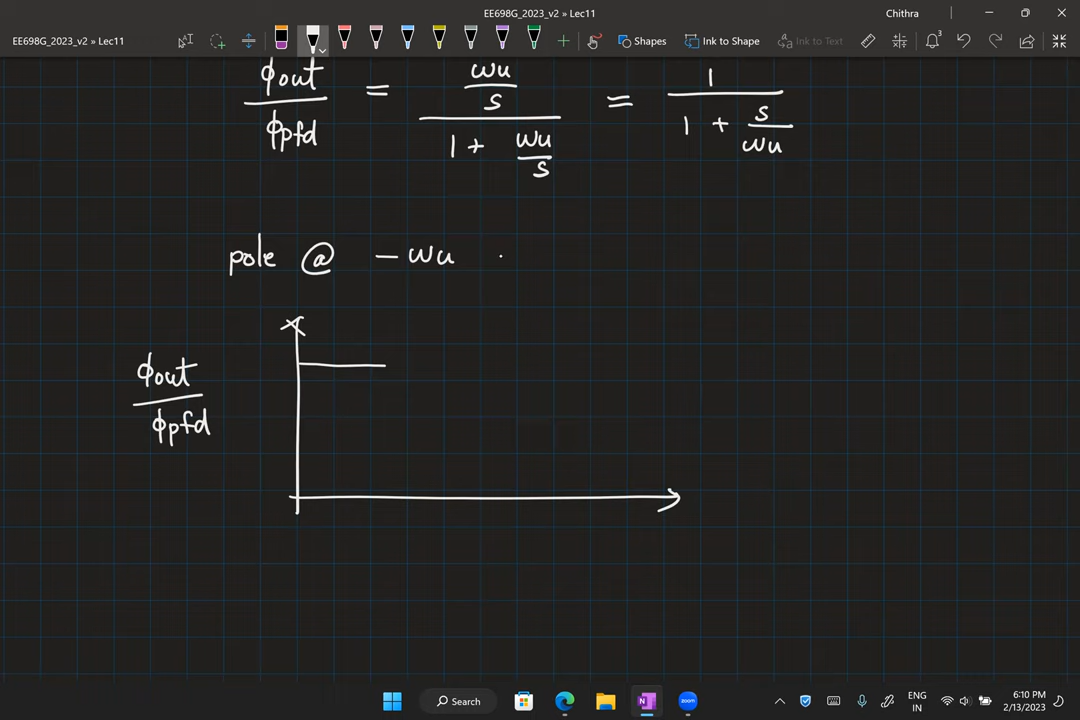 EE698G_2023_v2 » Lec11
Chithra
EE698G_2023_v2 » Lec11
Shapes
Ink to Shape
Ink to Text
ϕout / ϕpfd = (ωu / s) / (1 + ωu / s) = 1 / (1 + s / ωu)
pole @ - ωu
ϕout / ϕpfd
Search
zoom
ENG
IN
6:10 PM
2/13/2023